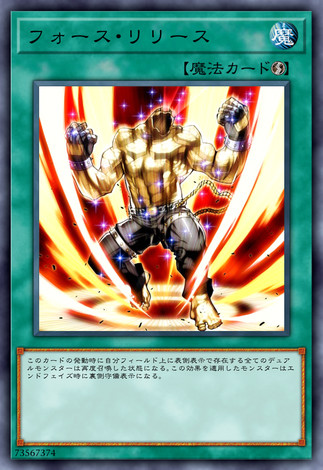 フォース・リリース
魔
【魔法カード】
このカードの発動時に自分フィールド上に表側表示で存在する全てのデュア
ルモンスターは再度召喚した状態になる。この効果を適用したモンスターはエ
ンドフェイズ時に裏側守備表示になる。
73567374